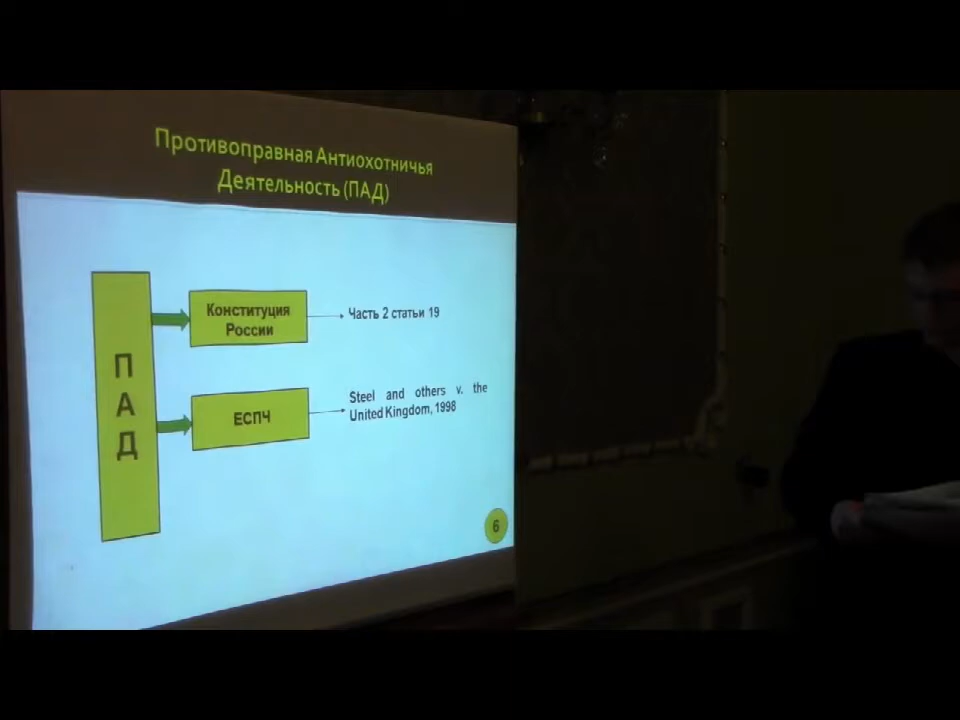 Противоправная Антиохотничья
Деятельность (ПАД)
П
А
Д
Конституция
России
Часть 2 статьи 19
ЕСПЧ
Steel and others v. the
United Kingdom, 1998
6